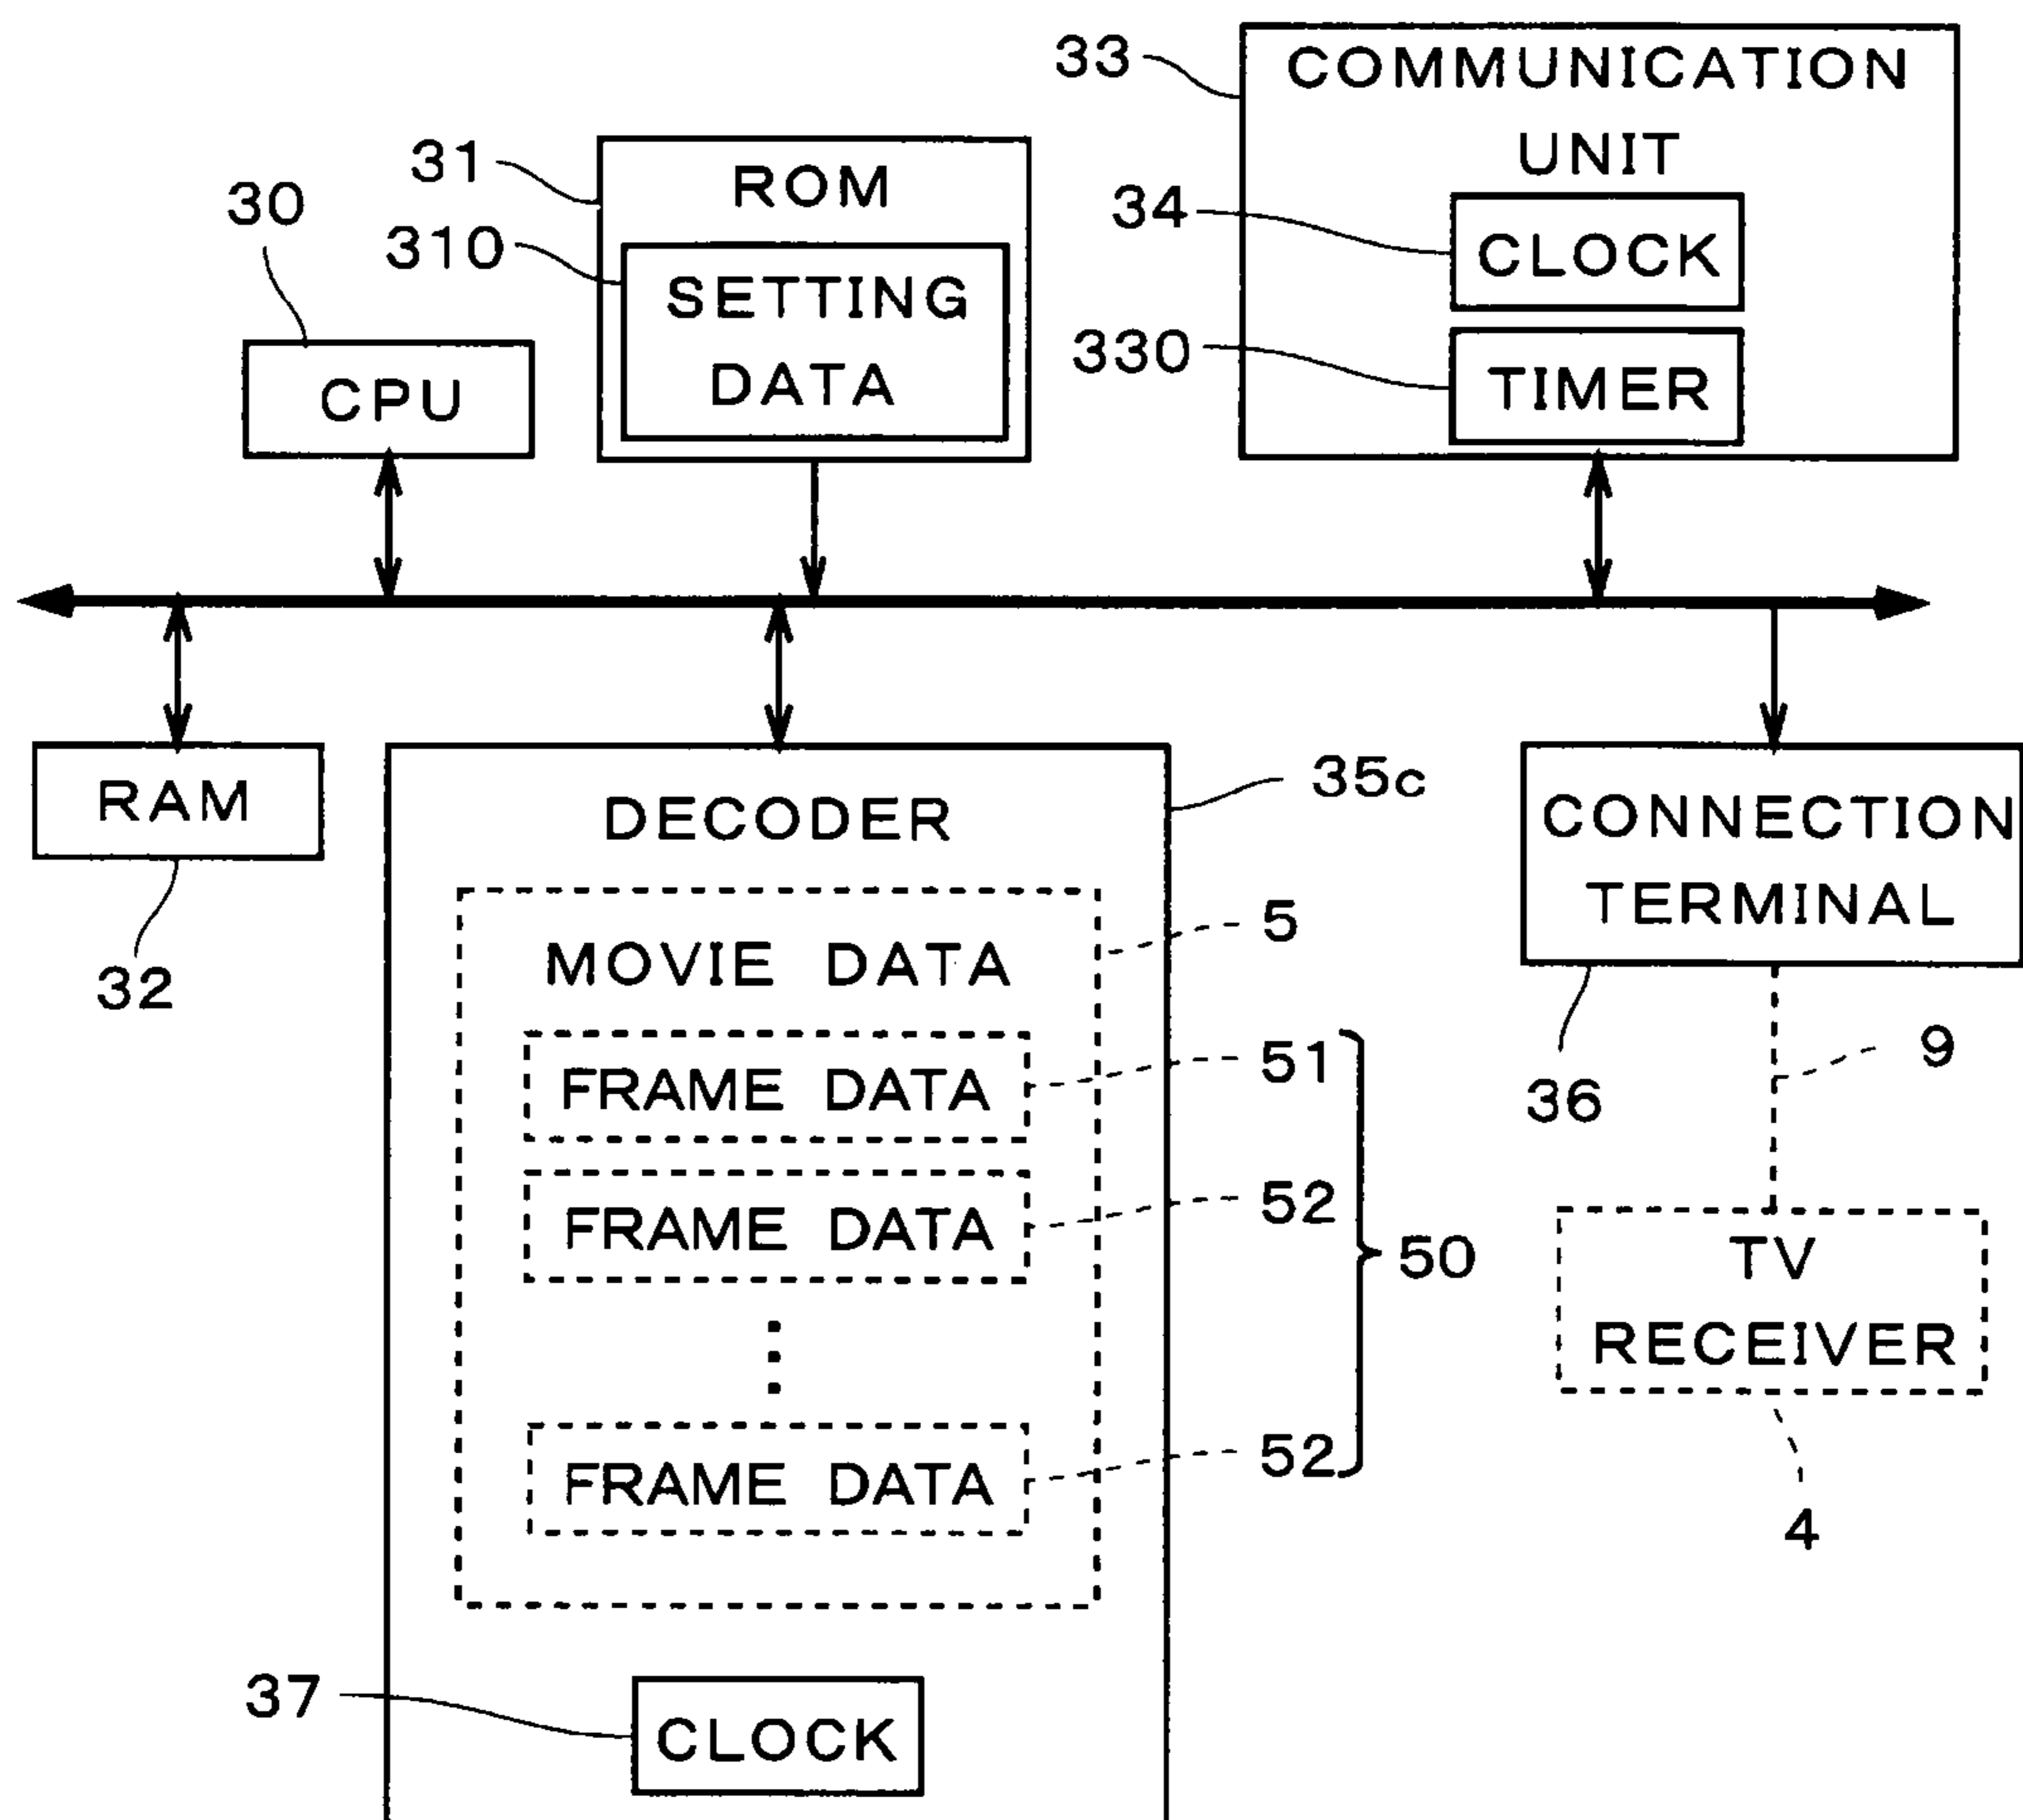 33
COMMUNICATION
UNIT
31
ROM
34
CLOCK
30
310
SETTING
DATA
330
TIMER
CPU
RAM
32
DECODER
35c
CONNECTION
TERMINAL
36
MOVIE DATA
5
FRAME DATA
51
FRAME DATA
52
50
FRAME DATA
52
9
TV
RECEIVER
4
37
CLOCK